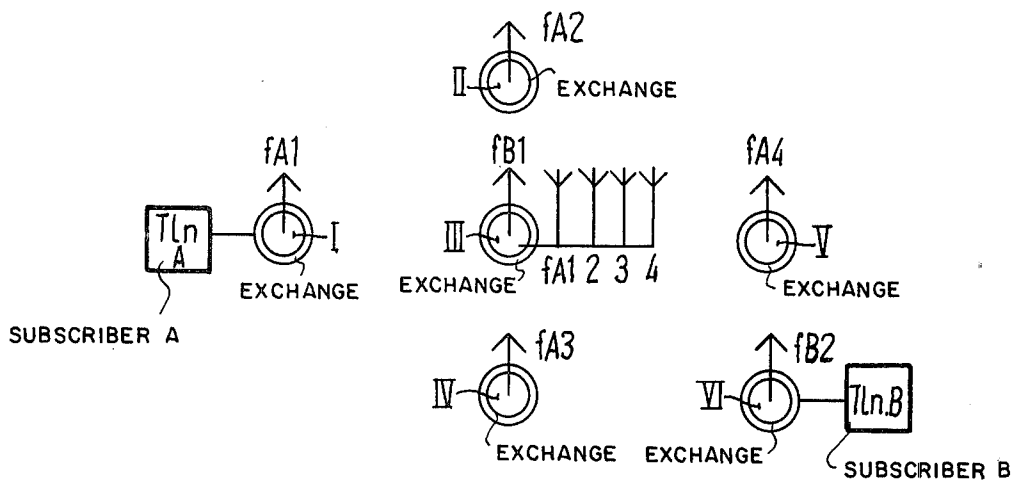 fA2
II
EXCHANGE
fA1
fB1
fA4
Tln
A
I
III
V
fA1 2 3 4
EXCHANGE
EXCHANGE
EXCHANGE
SUBSCRIBER A
fA3
fB2
IV
VI
Tln.B
EXCHANGE
EXCHANGE
SUBSCRIBER B